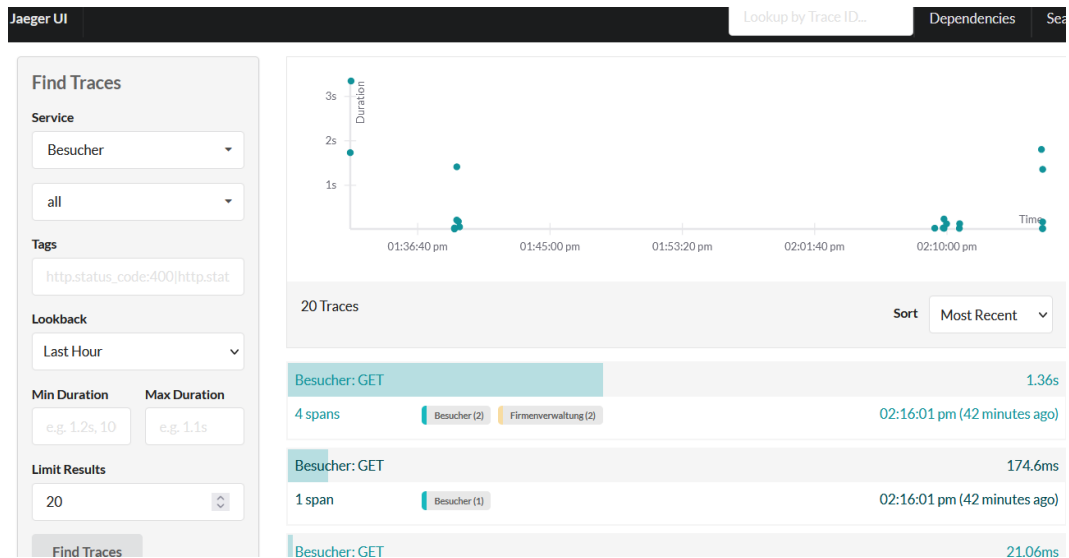 Jaeger UI
Lookup by Trace ID...
Dependencies
Find Traces
Service
Besucher
all
Tags
http.status_code:400|http.stat
Lookback
Last Hour
Min Duration Max Duration
e.g. 1.2s, 10 e.g. 1.1s
Limit Results
20
Find Traces
Duration
3s
2s
1s
Time
01:36:40 pm 01:45:00 pm 01:53:20 pm 02:01:40 pm 02:10:00 pm
20 Traces
Sort Most Recent
Besucher: GET 1.36s
4 spans Besucher (2) Firmenverwaltung (2) 02:16:01 pm (42 minutes ago)
Besucher: GET 174.6ms
1 span Besucher (1) 02:16:01 pm (42 minutes ago)
Besucher: GET 21.06ms